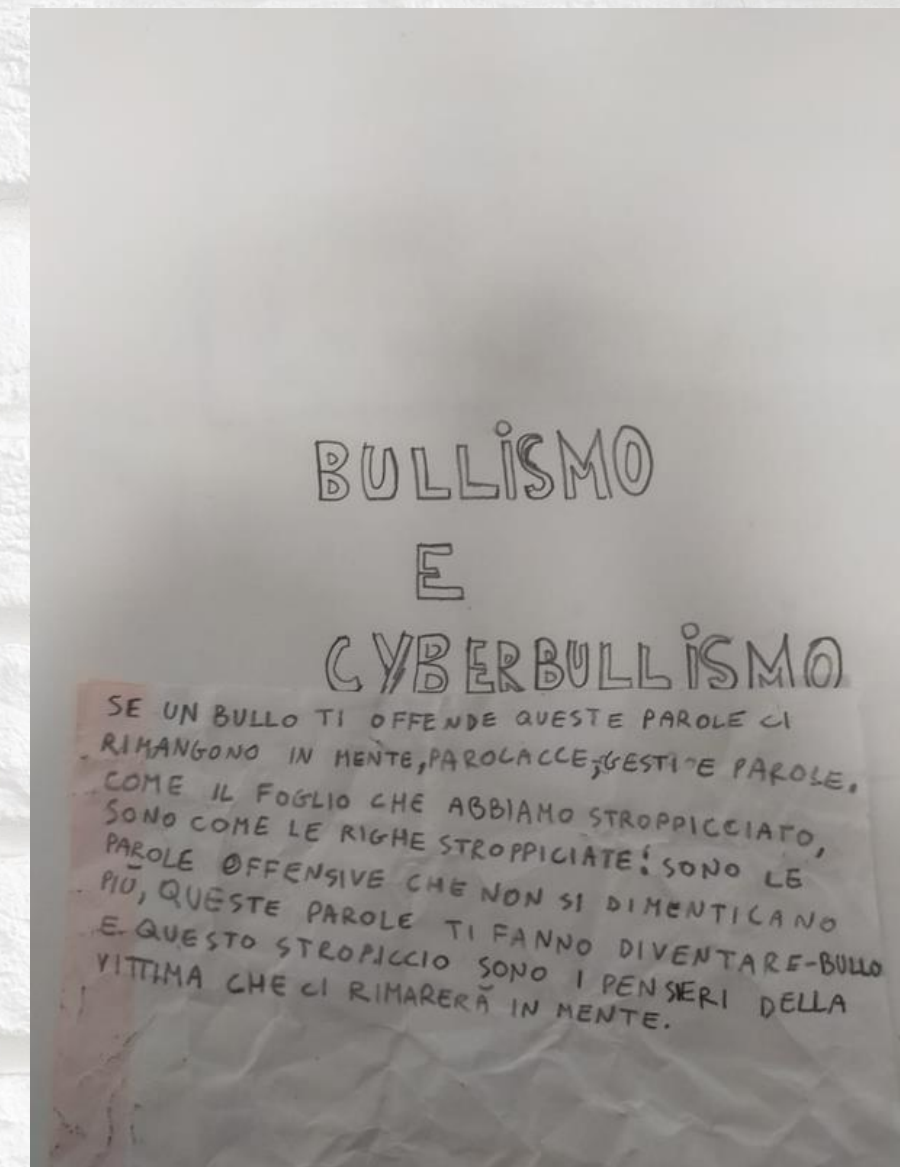 BULLISMO
E
CYBERBULLISMO
SE UN BULLO TI OFFENDE QUESTE PAROLE CI
RIMANGONO IN MENTE, PAROLACCE, GESTI E PAROLE.
COME IL FOGLIO CHE ABBIAMO STROPPICCIATO,
SONO COME LE RIGHE STROPPICIATE: SONO LE
PAROLE OFFENSIVE CHE NON SI DIMENTICANO
PIÙ, QUESTE PAROLE TI FANNO DIVENTARE-BULLO
E QUESTO STROPICCIO SONO I PENSIERI DELLA
VITTIMA CHE CI RIMARERÀ IN MENTE.